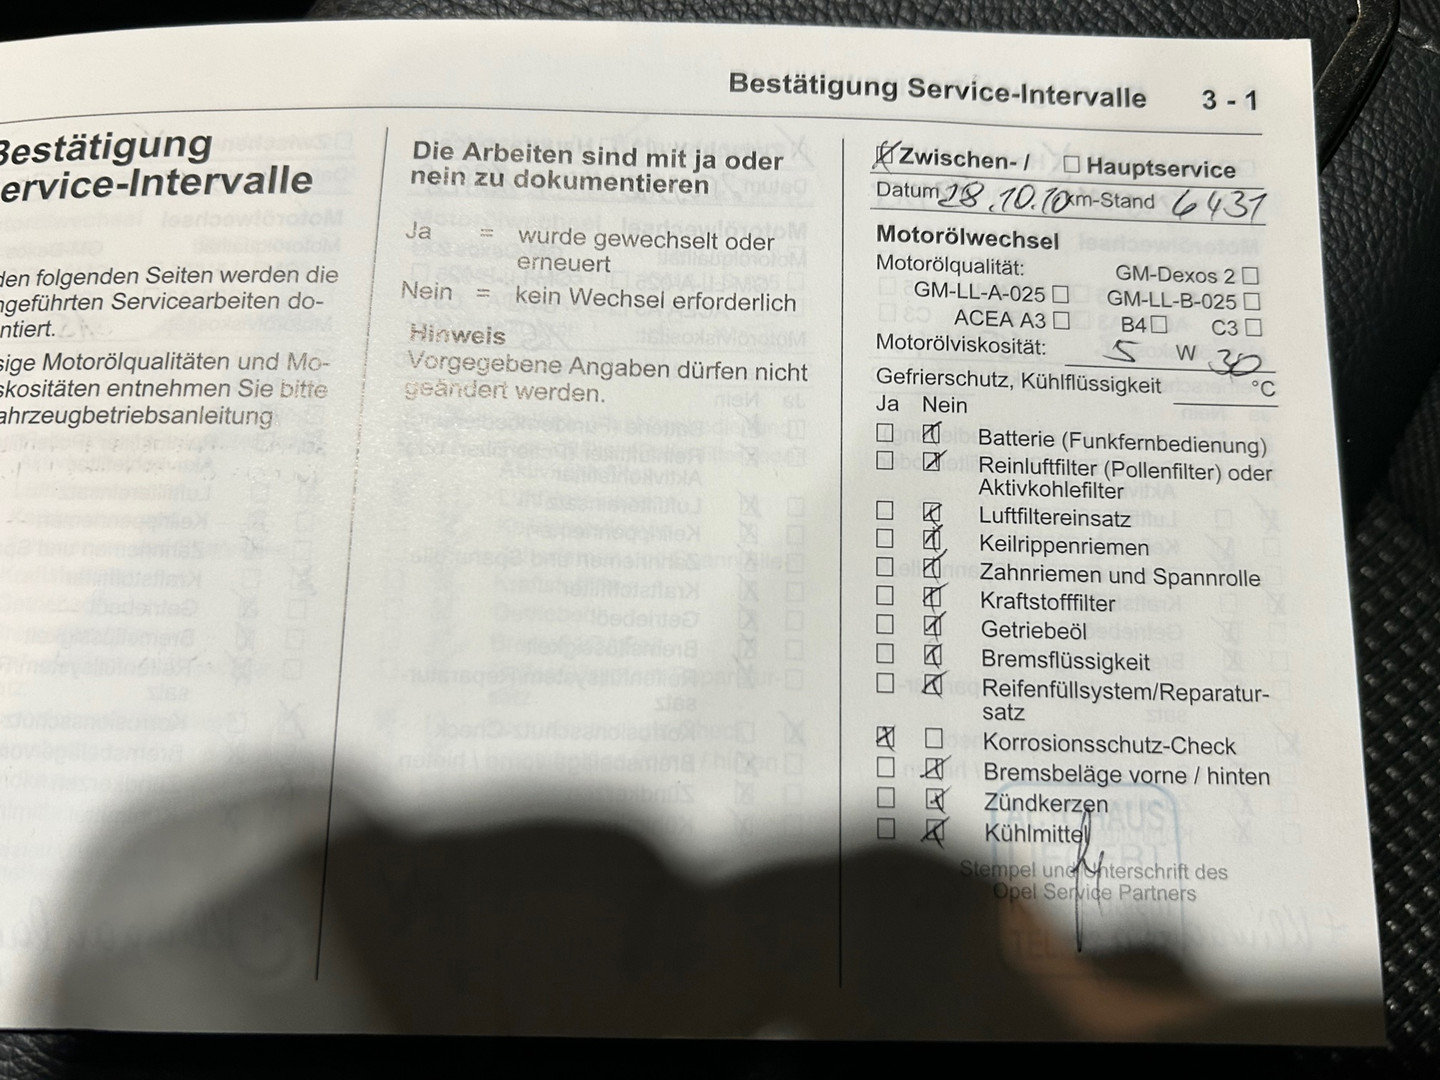 Bestätigung Service-Intervalle 3 - 1
Bestätigung
ervice-Intervalle
den folgenden Seiten werden die
geführten Servicearbeiten do-
ntiert.
sige Motorölqualitäten und Mo-
skositäten entnehmen Sie bitte
ahrzeugbetriebsanleitung
Die Arbeiten sind mit ja oder
nein zu dokumentieren
Ja = wurde gewechselt oder
erneuert
Nein = kein Wechsel erforderlich
Hinweis
Vorgegebene Angaben dürfen nicht
geändert werden.
Zwischen- / Hauptservice
Datum 28.10.10 km-Stand 6431
Motorölwechsel
Motorölqualität: GM-Dexos 2
GM-LL-A-025 GM-LL-B-025
ACEA A3 B4 C3
Motorölviskosität: 5 W 30
Gefrierschutz, Kühlflüssigkeit °C
Ja Nein
Batterie (Funkfernbedienung)
Reinluftfilter (Pollenfilter) oder
Aktivkohlefilter
Luftfiltereinsatz
Keilrippenriemen
Zahnriemen und Spannrolle
Kraftstofffilter
Getriebeöl
Bremsflüssigkeit
Reifenfüllsystem/Reparatur-
satz
Korrosionsschutz-Check
Bremsbeläge vorne / hinten
Zündkerzen
Kühlmittel
AUTOHAUS
Stempel und Unterschrift des
Opel Service Partners
TEL